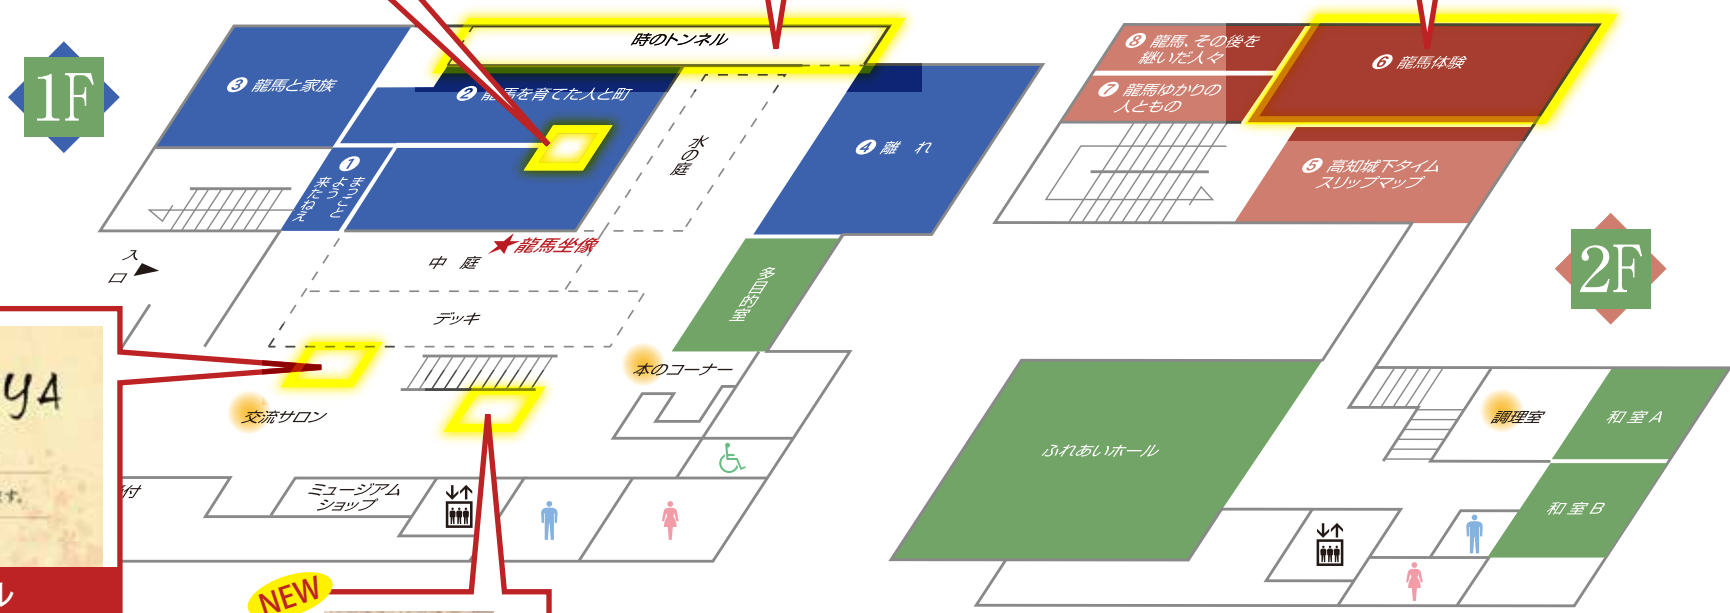 1F
時のトンネル
❸ 龍馬と家族
❷ 龍馬を育てた人と町
❶
まっことよう来たねえ
水の庭
❹ 離 れ
入口
龍馬坐像
中 庭
デッキ
多目的室
本のコーナー
交流サロン
付
ミュージアム
ショップ
YA
ます。
ル
NEW
❽ 龍馬、その後を
継いだ人々
❼ 龍馬ゆかりの
人ともの
❻ 龍馬体験
❺ 高知城下タイム
スリップマップ
2F
ふれあいホール
調理室
和室A
和室B